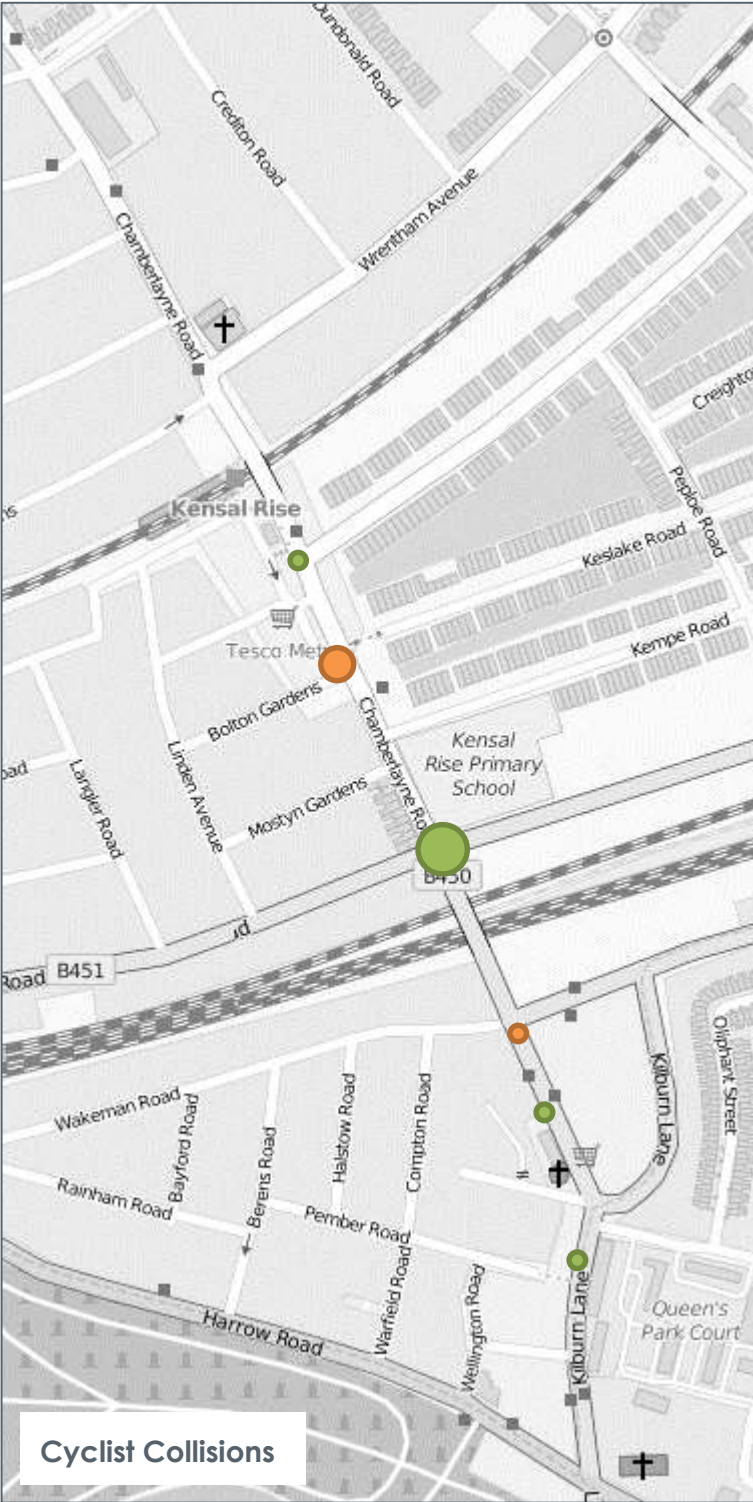 Dundonald Road
Crediton Road
Wrentham Avenue
Chamberlayne Road
Creighto
Kensal Rise
Peploe Road
Keslake Road
Kempe Road
Tesco Met
Bolton Gardens
Chamberlayne Ro
Kensal
Rise Primary
School
Linden Avenue
Langler Road
Mostyn Gardens
oad
B450
B451
Road
Wakeman Road
Bayford Road
Halstow Road
Compton Road
Kilburn Lane
Oliphant Street
Rainham Road
Berens Road
Pember Road
Warfield Road
Wellington Road
Harrow Road
Kilburn Lane
Queen's
Park Court
Cyclist Collisions